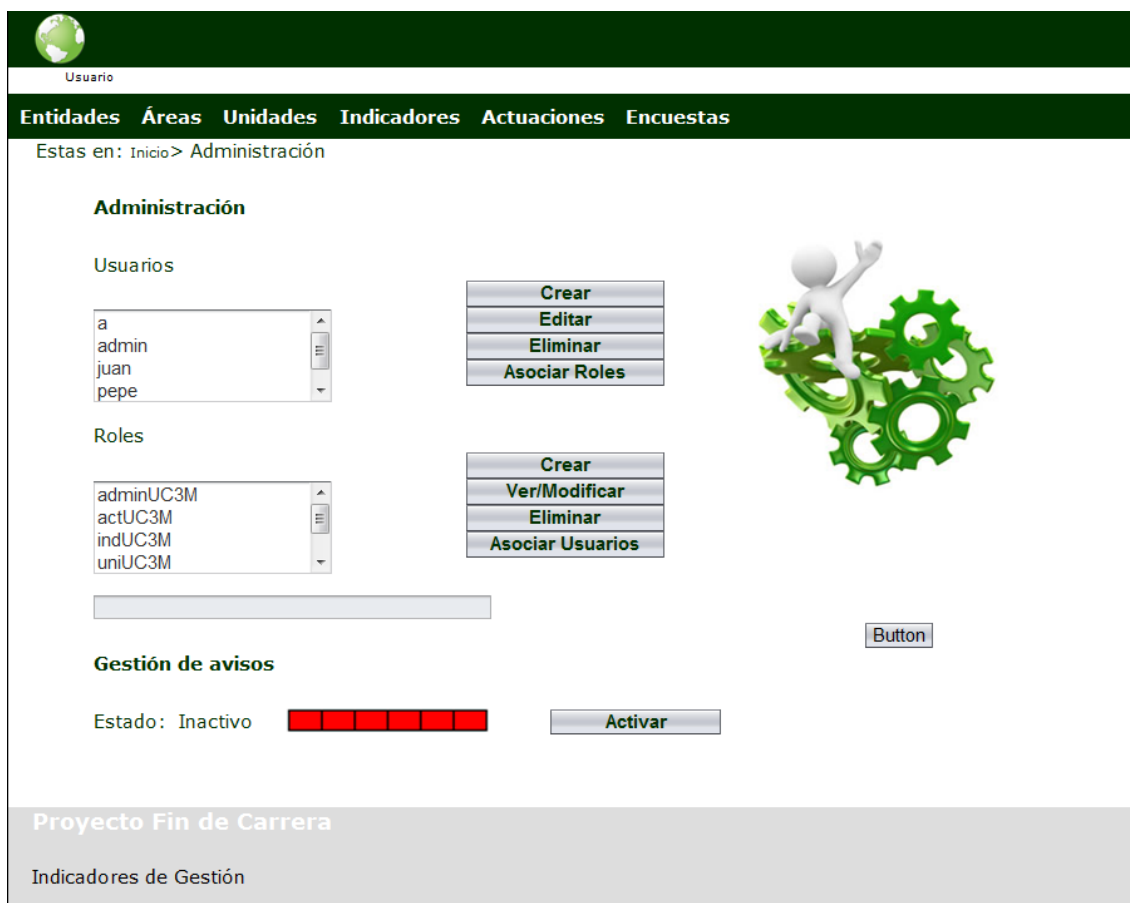 Usuario
Entidades Áreas Unidades Indicadores Actuaciones Encuestas
Estas en: Inicio> Administración
Administración
Usuarios
a
admin
juan
pepe
Crear
Editar
Eliminar
Asociar Roles
Roles
adminUC3M
actUC3M
indUC3M
uniUC3M
Crear
Ver/Modificar
Eliminar
Asociar Usuarios
Button
Gestión de avisos
Estado: Inactivo
Activar
Proyecto Fin de Carrera
Indicadores de Gestión